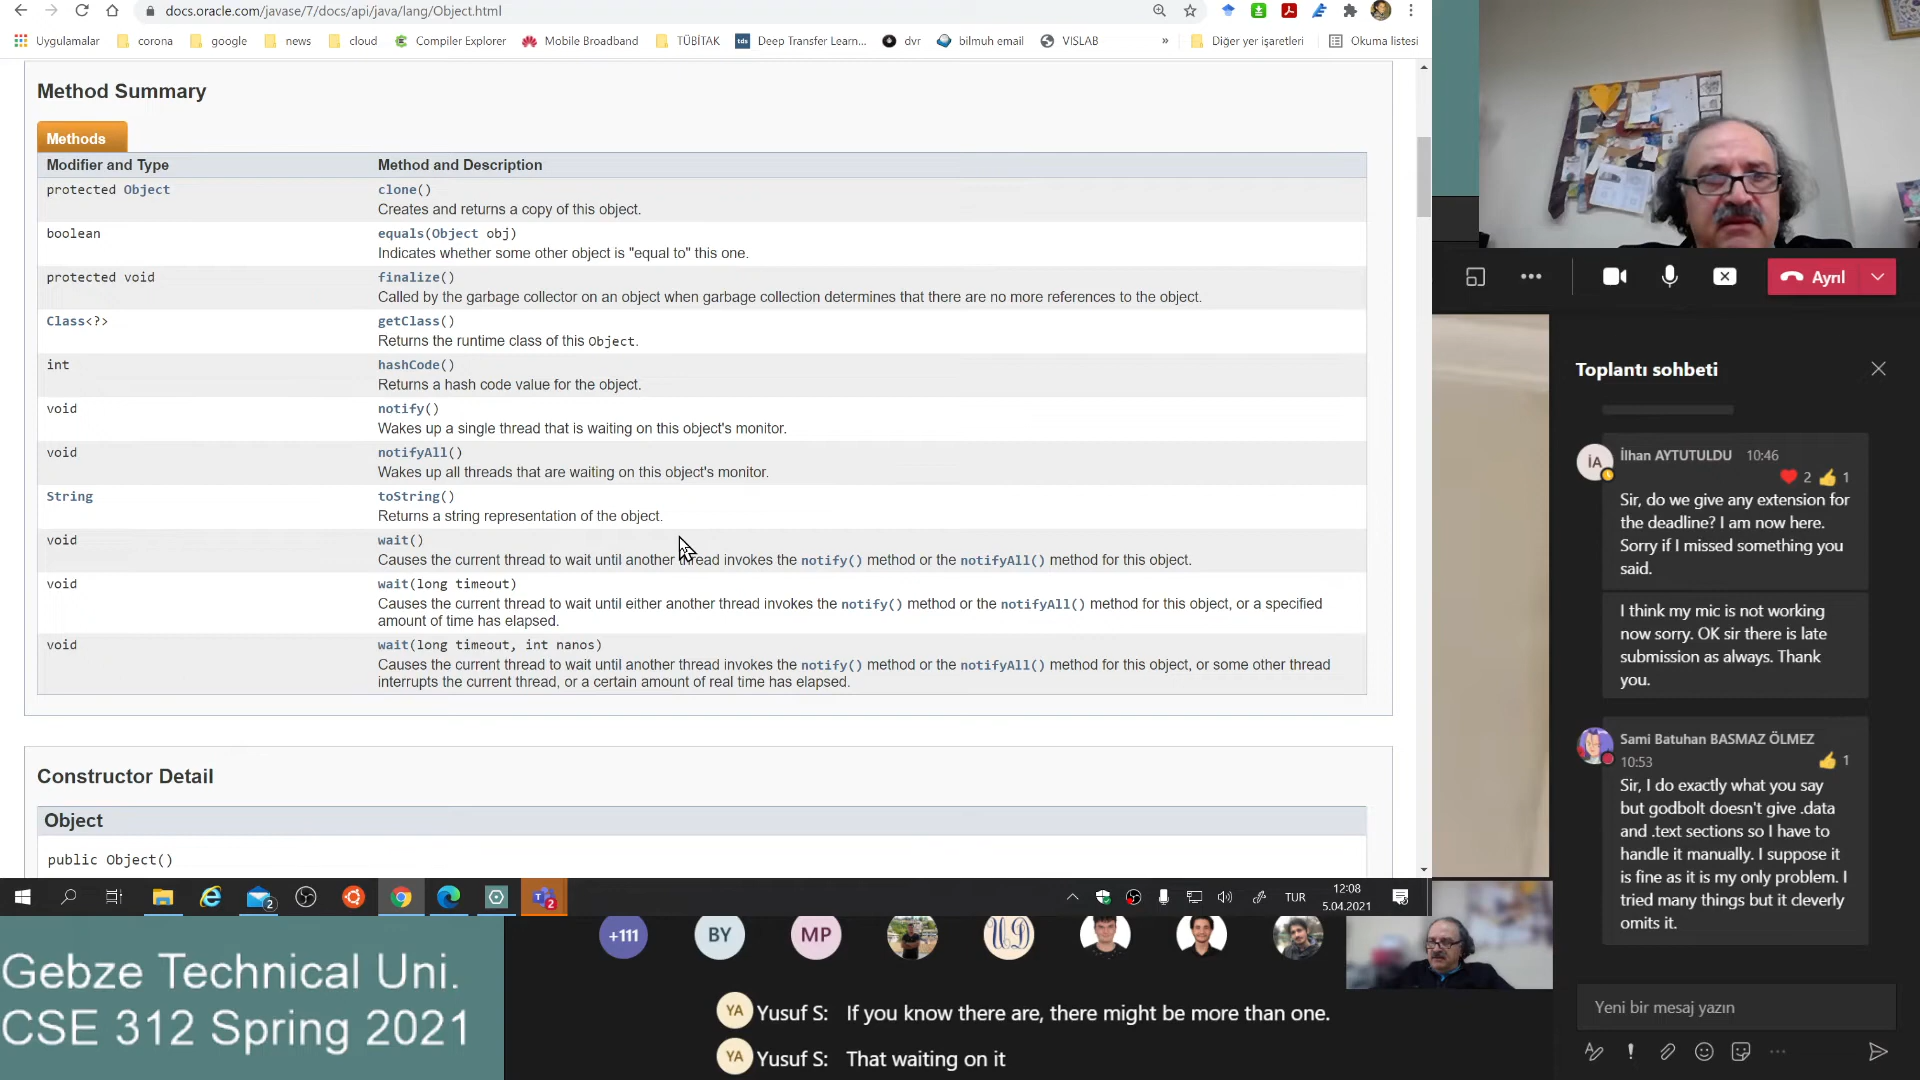 docs.oracle.com/javase/7/docs/api/java/lang/Object.html
Uygulamalar corona google news cloud Compiler Explorer Mobile Broadband TÜBİTAK Deep Transfer Learn... dvr bilmuh email VISLAB » Diğer yer işaretleri Okuma listesi
Method Summary
Methods
Modifier and Type Method and Description
protected Object clone()
Creates and returns a copy of this object.
boolean equals(Object obj)
Indicates whether some other object is "equal to" this one.
protected void finalize()
Called by the garbage collector on an object when garbage collection determines that there are no more references to the object.
Class<?> getClass()
Returns the runtime class of this Object.
int hashCode()
Returns a hash code value for the object.
void notify()
Wakes up a single thread that is waiting on this object's monitor.
void notifyAll()
Wakes up all threads that are waiting on this object's monitor.
String toString()
Returns a string representation of the object.
void wait()
Causes the current thread to wait until another thread invokes the notify() method or the notifyAll() method for this object.
void wait(long timeout)
Causes the current thread to wait until either another thread invokes the notify() method or the notifyAll() method for this object, or a specified
amount of time has elapsed.
void wait(long timeout, int nanos)
Causes the current thread to wait until another thread invokes the notify() method or the notifyAll() method for this object, or some other thread
interrupts the current thread, or a certain amount of real time has elapsed.
Constructor Detail
Object
public Object()
TUR
12:08
5.04.2021
Ayrıl
Toplantı sohbeti
İA İlhan AYTUTULDU 10:46
2 1
Sir, do we give any extension for
the deadline? I am now here.
Sorry if I missed something you
said.
I think my mic is not working
now sorry. OK sir there is late
submission as always. Thank
you.
Sami Batuhan BASMAZ ÖLMEZ
10:53 1
Sir, I do exactly what you say
but godbolt doesn't give .data
and .text sections so I have to
handle it manually. I suppose it
is fine as it is my only problem. I
tried many things but it cleverly
omits it.
Yeni bir mesaj yazın
Gebze Technical Uni.
CSE 312 Spring 2021
+111 BY MP
YA Yusuf S: If you know there are, there might be more than one.
YA Yusuf S: That waiting on it